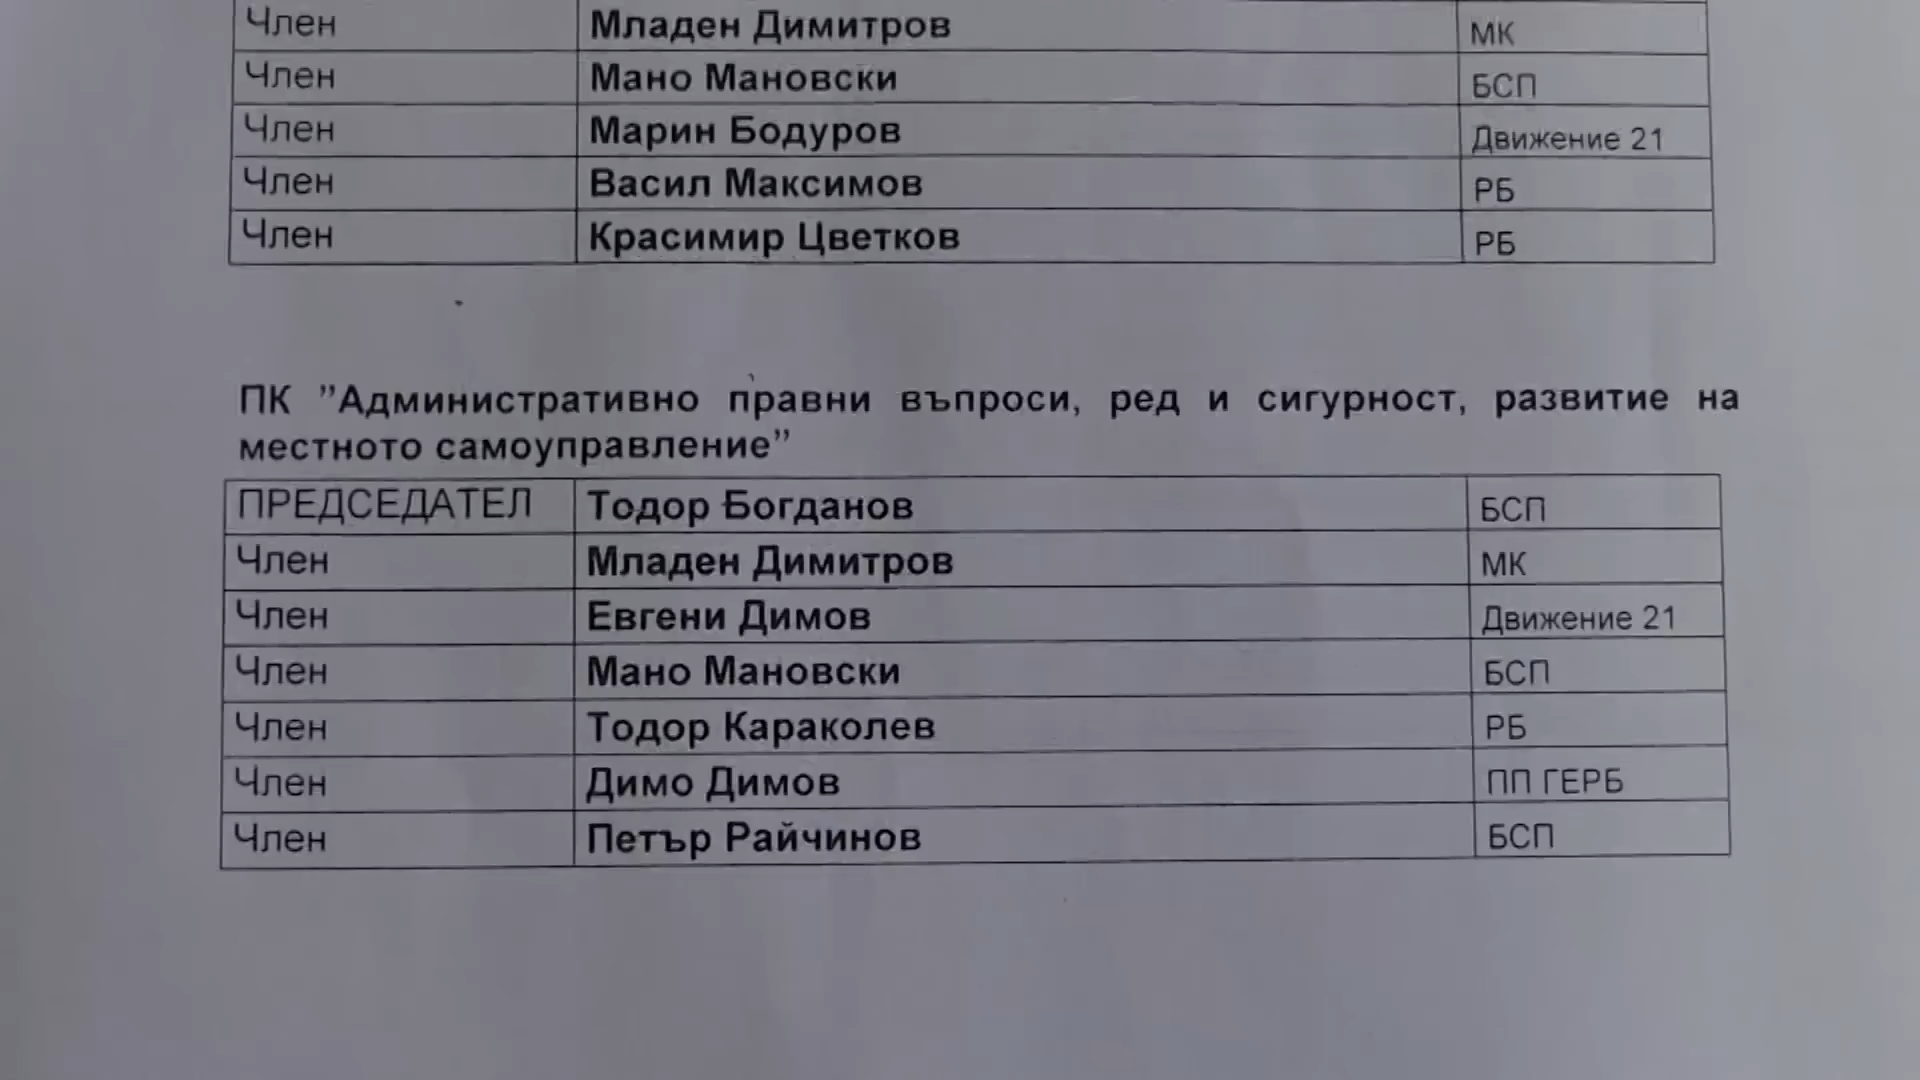 Член Младен Димитров МК
Член Мано Мановски БСП
Член Марин Бодуров Движение 21
Член Васил Максимов РБ
Член Красимир Цветков РБ
ПК ”Административно правни въпроси, ред и сигурност, развитие на
местното самоуправление”
ПРЕДСЕДАТЕЛ Тодор Богданов БСП
Член Младен Димитров МК
Член Евгени Димов Движение 21
Член Мано Мановски БСП
Член Тодор Караколев РБ
Член Димо Димов ПП ГЕРБ
Член Петър Райчинов БСП